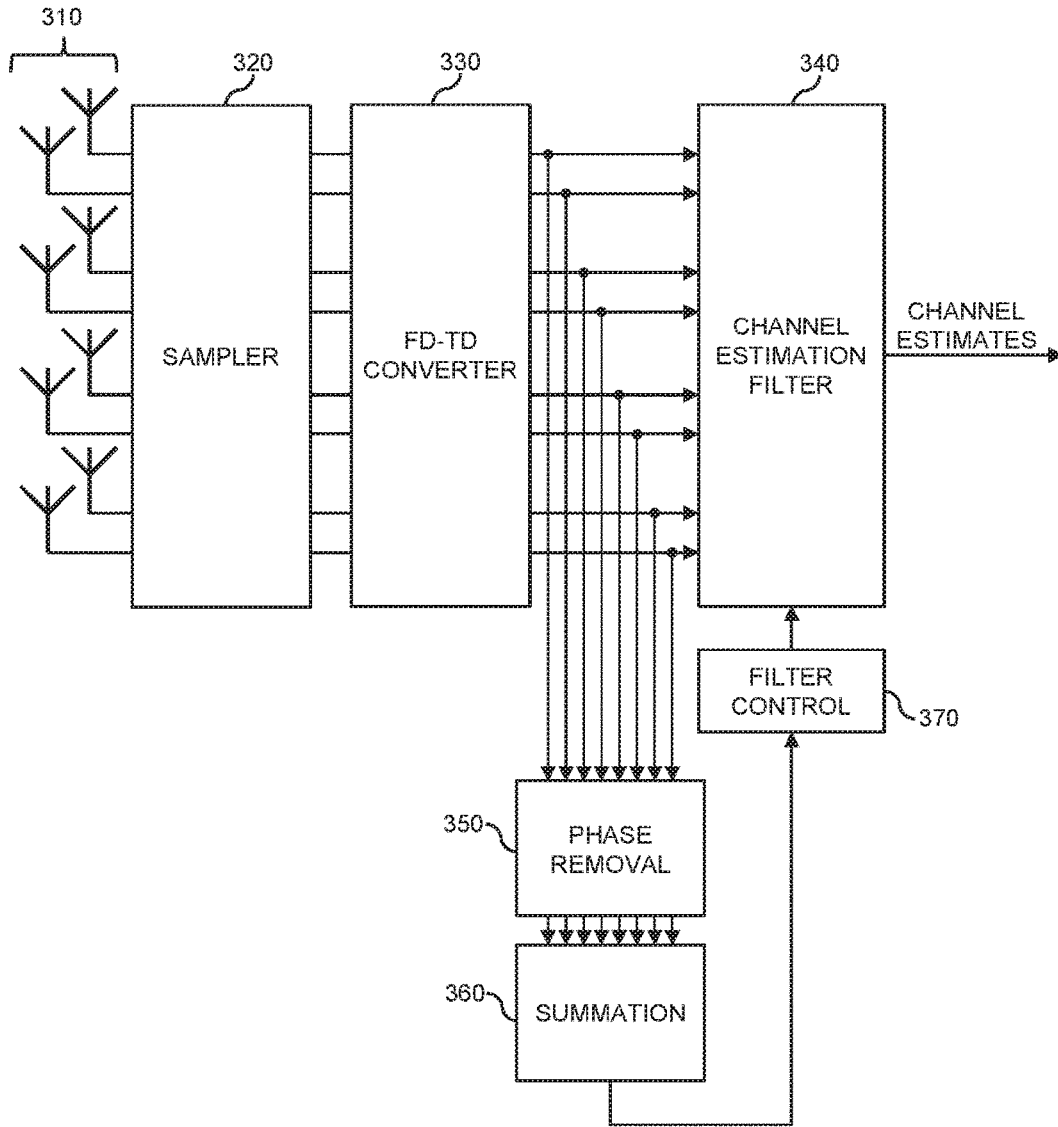 310
320
330
340
SAMPLER
FD-TD
CONVERTER
CHANNEL
ESTIMATION
FILTER
CHANNEL
ESTIMATES
FILTER
CONTROL
370
350
PHASE
REMOVAL
360
SUMMATION